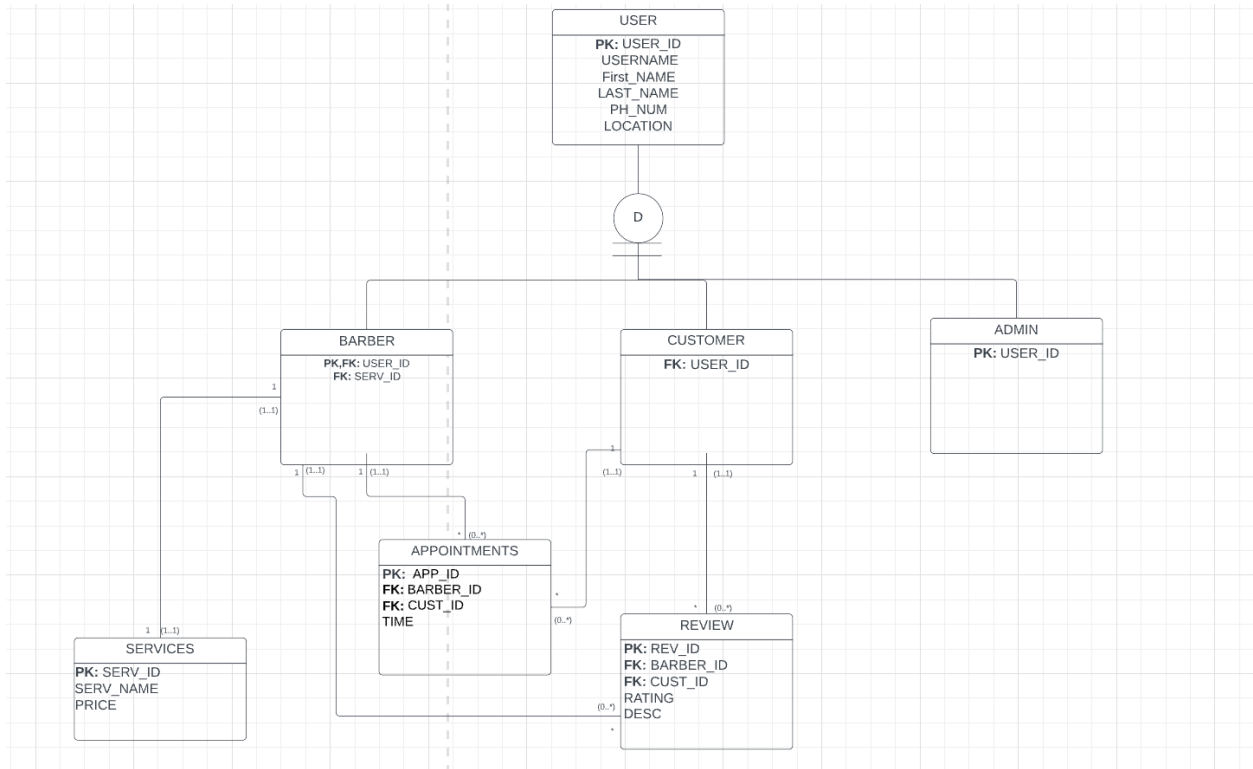 USER
PK: USER_ID
USERNAME
First_NAME
LAST_NAME
PH_NUM
LOCATION
D
BARBER
PK,FK: USER_ID
FK: SERV_ID
CUSTOMER
FK: USER_ID
ADMIN
PK: USER_ID
1
(1..1)
1
(1..1)
1
(1..1)
1
(1..1)
1
(1..1)
*
(0..*)
APPOINTMENTS
PK: APP_ID
FK: BARBER_ID
FK: CUST_ID
TIME
*
(0..*)
*
(0..*)
REVIEW
PK: REV_ID
FK: BARBER_ID
FK: CUST_ID
RATING
DESC
(0..*)
*
1
(1..1)
SERVICES
PK: SERV_ID
SERV_NAME
PRICE